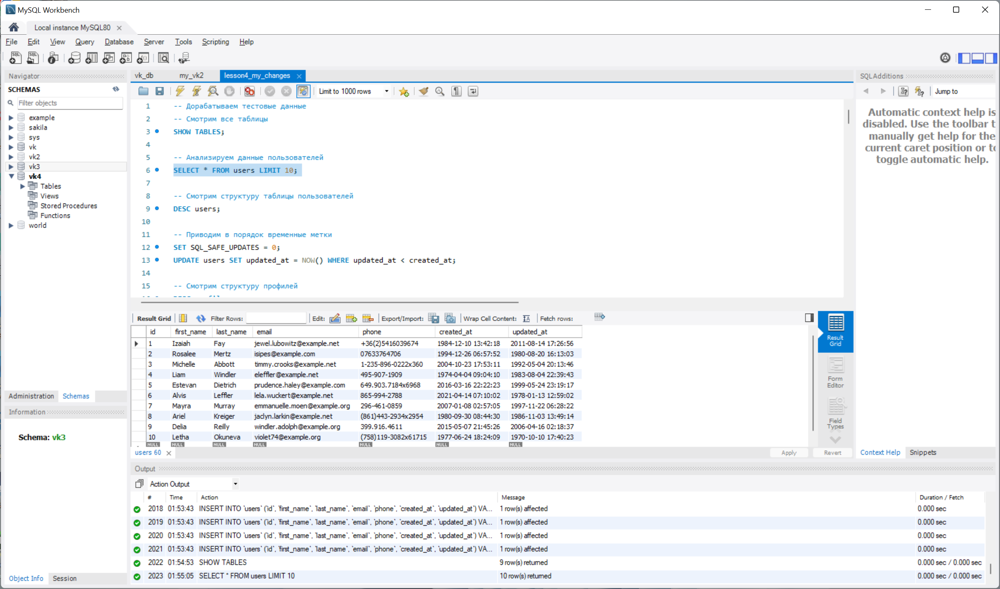 MySQL Workbench
Local instance MySQL80
File Edit View Query Database Server Tools Scripting Help
Navigator
SCHEMAS
Filter objects
example
sakila
sys
vk
vk2
vk3
vk4
Tables
Views
Stored Procedures
Functions
world
Administration Schemas
Information
Schema: vk3
Object Info Session
vk_db my_vk2 lesson4_my_changes
Limit to 1000 rows
1 -- Дорабатываем тестовые данные
2 -- Смотрим все таблицы
3 SHOW TABLES;
4
5 -- Анализируем данные пользователей
6 SELECT * FROM users LIMIT 10;
7
8 -- Смотрим структуру таблицы пользователей
9 DESC users;
10
11 -- Приводим в порядок временные метки
12 SET SQL_SAFE_UPDATES = 0;
13 UPDATE users SET updated_at = NOW() WHERE updated_at < created_at;
14
15 -- Смотрим структуру профилей
Result Grid Filter Rows: Edit: Export/Import: Wrap Cell Content: Fetch rows:
id first_name last_name email phone created_at updated_at
1 Izaiah Fay jewel.lubowitz@example.net +36(2)5416039674 1984-12-10 13:42:18 2011-08-14 17:26:56
2 Rosalee Mertz isipes@example.com 07633764706 1994-12-26 06:57:52 1980-08-20 16:13:03
3 Michelle Abbott timmy.crooks@example.net 1-235-896-0222x360 2004-10-23 17:53:11 1992-05-04 20:13:46
4 Liam Windler eleffler@example.net 495-907-1909 1974-04-04 09:04:10 1983-08-04 22:39:43
5 Estevan Dietrich prudence.haley@example.com 649.903.7184x6968 2016-03-16 22:22:23 1999-05-24 23:19:17
6 Alvis Leffler lela.wuckert@example.net 865-994-2788 2021-04-14 07:10:02 1978-01-13 12:59:02
7 Mayra Murray emmanuelle.moen@example.org 296-461-0859 2007-01-08 02:57:05 1997-11-22 06:28:22
8 Ariel Kreiger jaclyn.larkin@example.net (861)443-2934x2954 1980-09-30 08:44:30 1986-11-03 13:49:14
9 Delia Reilly windler.adolph@example.org 399.916.4611 2015-05-07 21:45:26 2006-04-16 02:18:37
10 Letha Okuneva violet74@example.org (758)119-3082x61715 1977-06-24 18:24:09 1970-10-10 17:40:23
NULL NULL NULL NULL NULL NULL NULL
Result
Grid
Form
Editor
Field
Types
users 60
Apply Revert
SQLAdditions
Jump to
Automatic context help is
disabled. Use the toolbar t
manually get help for the
current caret position or to
toggle automatic help.
Context Help Snippets
Output
Action Output
# Time Action Message Duration / Fetch
2018 01:53:43 INSERT INTO `users` (`id`, `first_name`, `last_name`, `email`, `phone`, `created_at`, `updated_at`) VA... 1 row(s) affected 0.000 sec
2019 01:53:43 INSERT INTO `users` (`id`, `first_name`, `last_name`, `email`, `phone`, `created_at`, `updated_at`) VA... 1 row(s) affected 0.000 sec
2020 01:53:43 INSERT INTO `users` (`id`, `first_name`, `last_name`, `email`, `phone`, `created_at`, `updated_at`) VA... 1 row(s) affected 0.000 sec
2021 01:53:43 INSERT INTO `users` (`id`, `first_name`, `last_name`, `email`, `phone`, `created_at`, `updated_at`) VA... 1 row(s) affected 0.000 sec
2022 01:54:53 SHOW TABLES 9 row(s) returned 0.000 sec / 0.000 sec
2023 01:55:05 SELECT * FROM users LIMIT 10 10 row(s) returned 0.000 sec / 0.000 sec